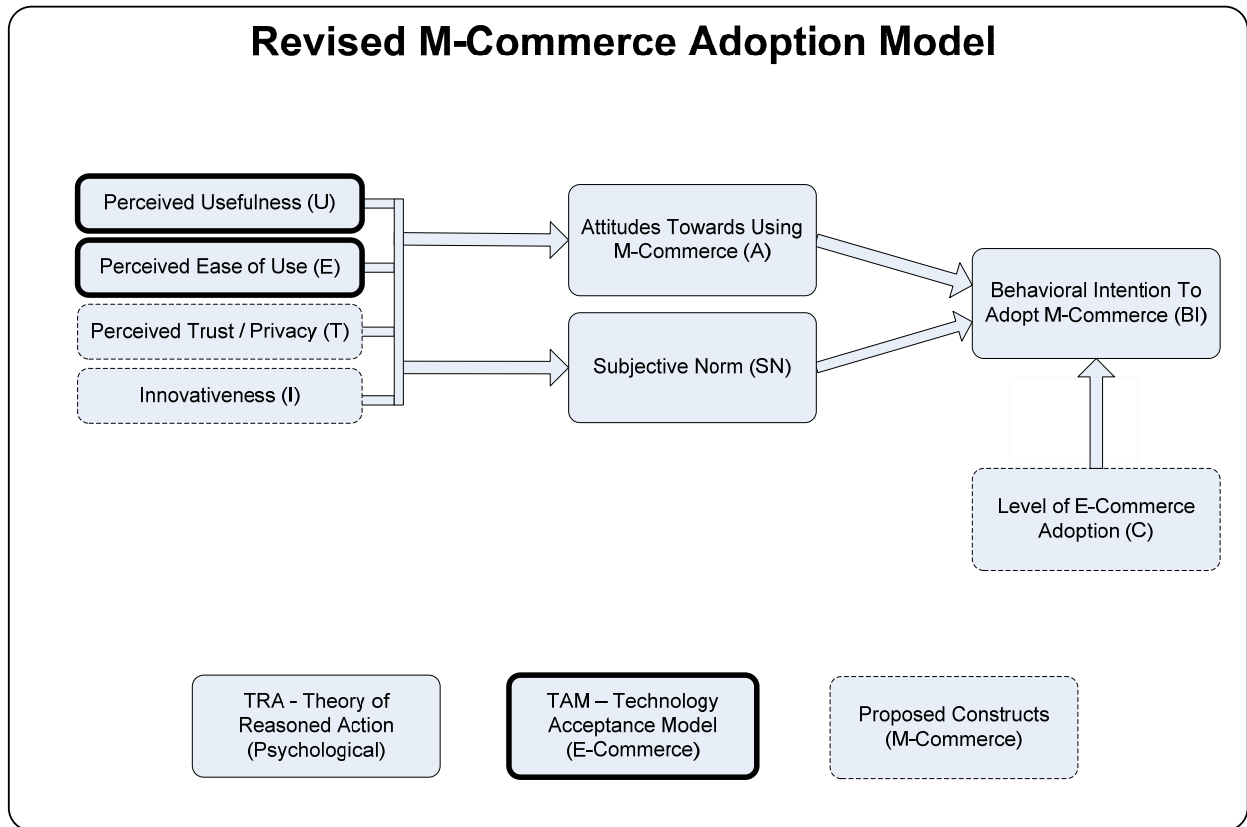 Revised M-Commerce Adoption Model
Perceived Usefulness (U)
Perceived Ease of Use (E)
Perceived Trust / Privacy (T)
Innovativeness (I)
Attitudes Towards Using
M-Commerce (A)
Subjective Norm (SN)
Behavioral Intention To
Adopt M-Commerce (BI)
Level of E-Commerce
Adoption (C)
TRA - Theory of
Reasoned Action
(Psychological)
TAM – Technology
Acceptance Model
(E-Commerce)
Proposed Constructs
(M-Commerce)